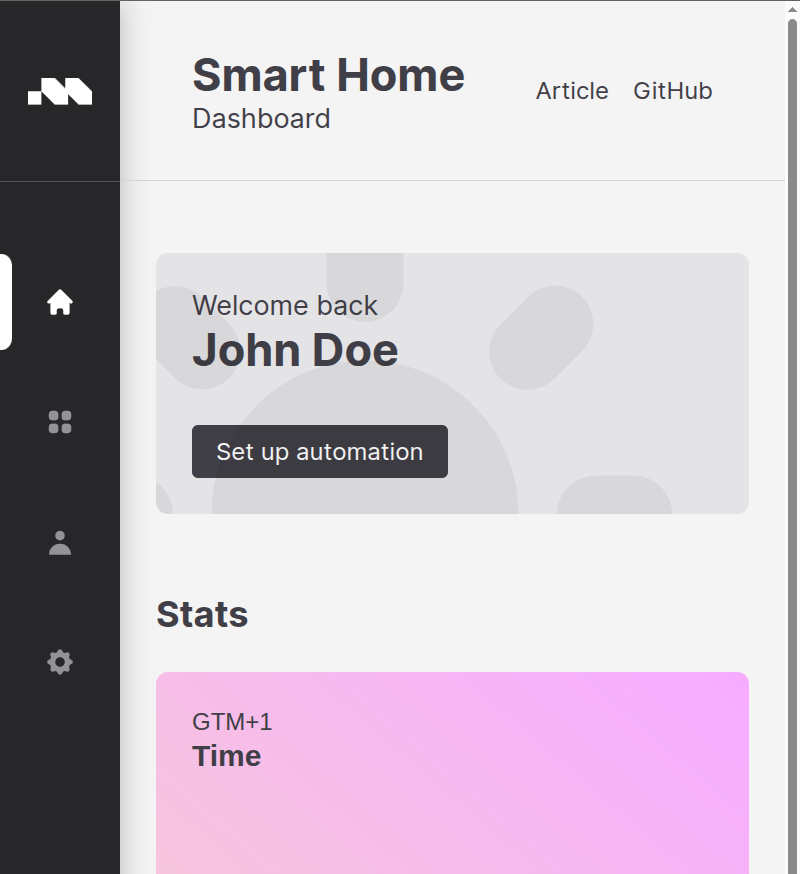 Smart Home
Dashboard
Article GitHub
Welcome back
John Doe
Set up automation
Stats
GTM+1
Time